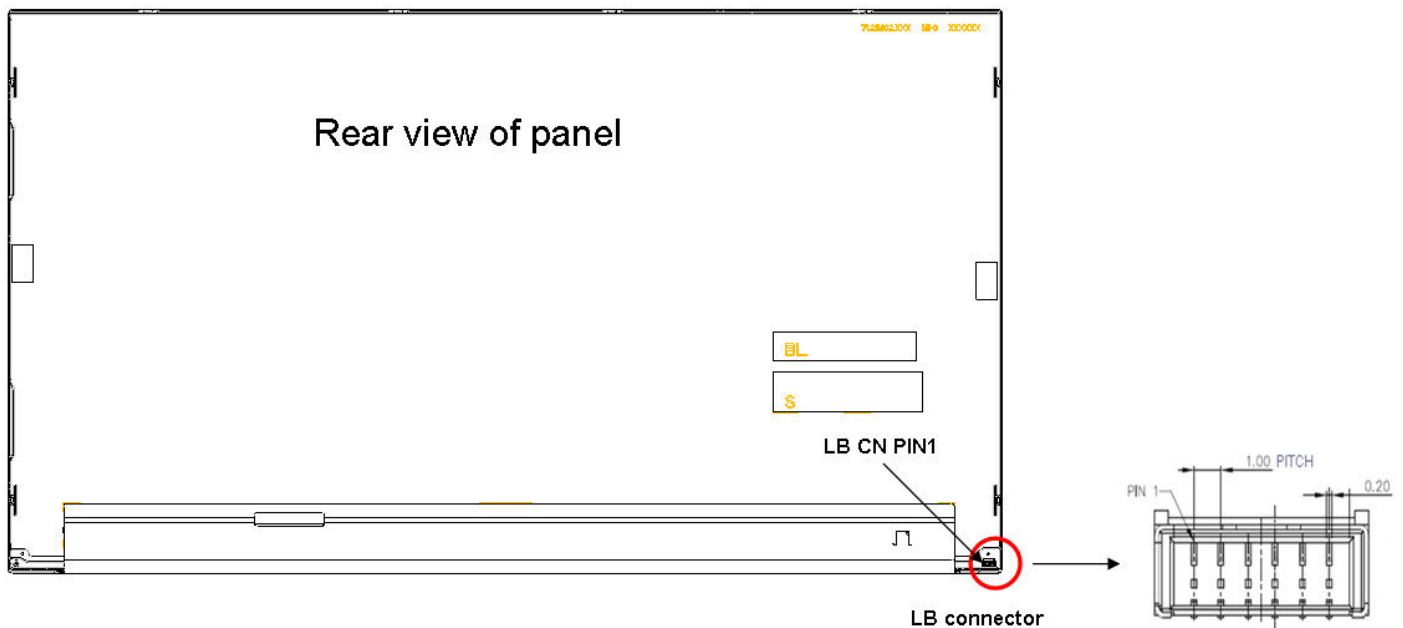 Rear view of panel
BL
S
LB CN PIN1
1.00 PITCH
PIN 1
0.20
LB connector